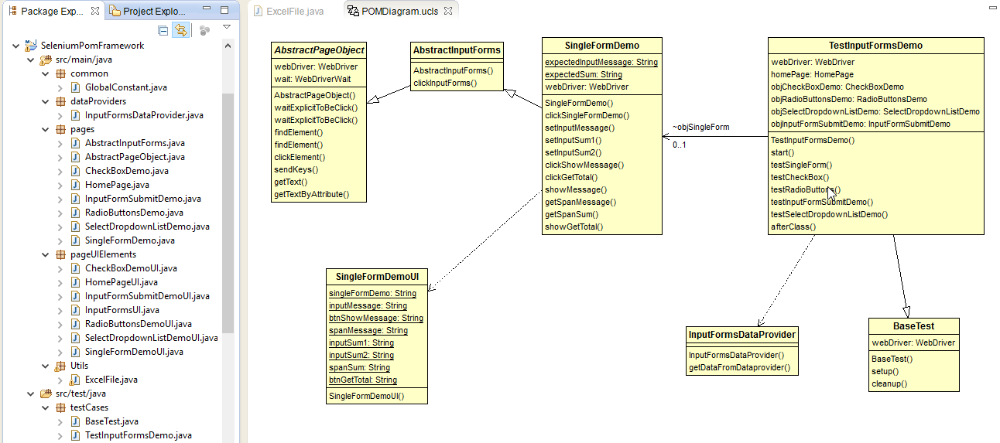 Package Exp...
Project Explo...
SeleniumPomFramework
src/main/java
common
GlobalConstant.java
dataProviders
InputFormsDataProvider.java
pages
AbstractInputForms.java
AbstractPageObject.java
CheckBoxDemo.java
HomePage.java
InputFormSubmitDemo.java
RadioButtonsDemo.java
SelectDropdownListDemo.java
SingleFormDemo.java
pageUIElements
CheckBoxDemoUI.java
HomePageUI.java
InputFormSubmitDemoUI.java
InputFormsUI.java
RadioButtonsDemoUI.java
SelectDropdownListDemoUI.java
SingleFormDemoUI.java
Utils
ExcelFile.java
src/test/java
testCases
BaseTest.java
TestInputFormsDemo.java
ExcelFile.java
POMDiagram.ucls
AbstractPageObject
webDriver: WebDriver
wait: WebDriverWait
AbstractPageObject()
waitExplicitToBeClick()
waitExplicitToBeClick()
findElement()
findElement()
clickElement()
sendKeys()
getText()
getTextByAttribute()
AbstractInputForms
AbstractInputForms()
clickInputForms()
SingleFormDemo
expectedInputMessage: String
expectedSum: String
webDriver: WebDriver
SingleFormDemo()
clickSingleFormDemo()
setInputMessage()
setInputSum1()
setInputSum2()
clickShowMessage()
clickGetTotal()
showMessage()
getSpanMessage()
getSpanSum()
showGetTotal()
~objSingleForm
0..1
TestInputFormsDemo
webDriver: WebDriver
homePage: HomePage
objCheckBoxDemo: CheckBoxDemo
objRadioButtonsDemo: RadioButtonsDemo
objSelectDropdownListDemo: SelectDropdownListDemo
objInputFormSubmitDemo: InputFormSubmitDemo
TestInputFormsDemo()
start()
testSingleForm()
testCheckBox()
testRadioButtons()
testInputFormSubmitDemo()
testSelectDropdownListDemo()
afterClass()
SingleFormDemoUI
singleFormDemo: String
inputMessage: String
btnShowMessage: String
spanMessage: String
inputSum1: String
inputSum2: String
spanSum: String
btnGetTotal: String
SingleFormDemoUI()
InputFormsDataProvider
InputFormsDataProvider()
getDataFromDataprovider()
BaseTest
webDriver: WebDriver
BaseTest()
setup()
cleanup()